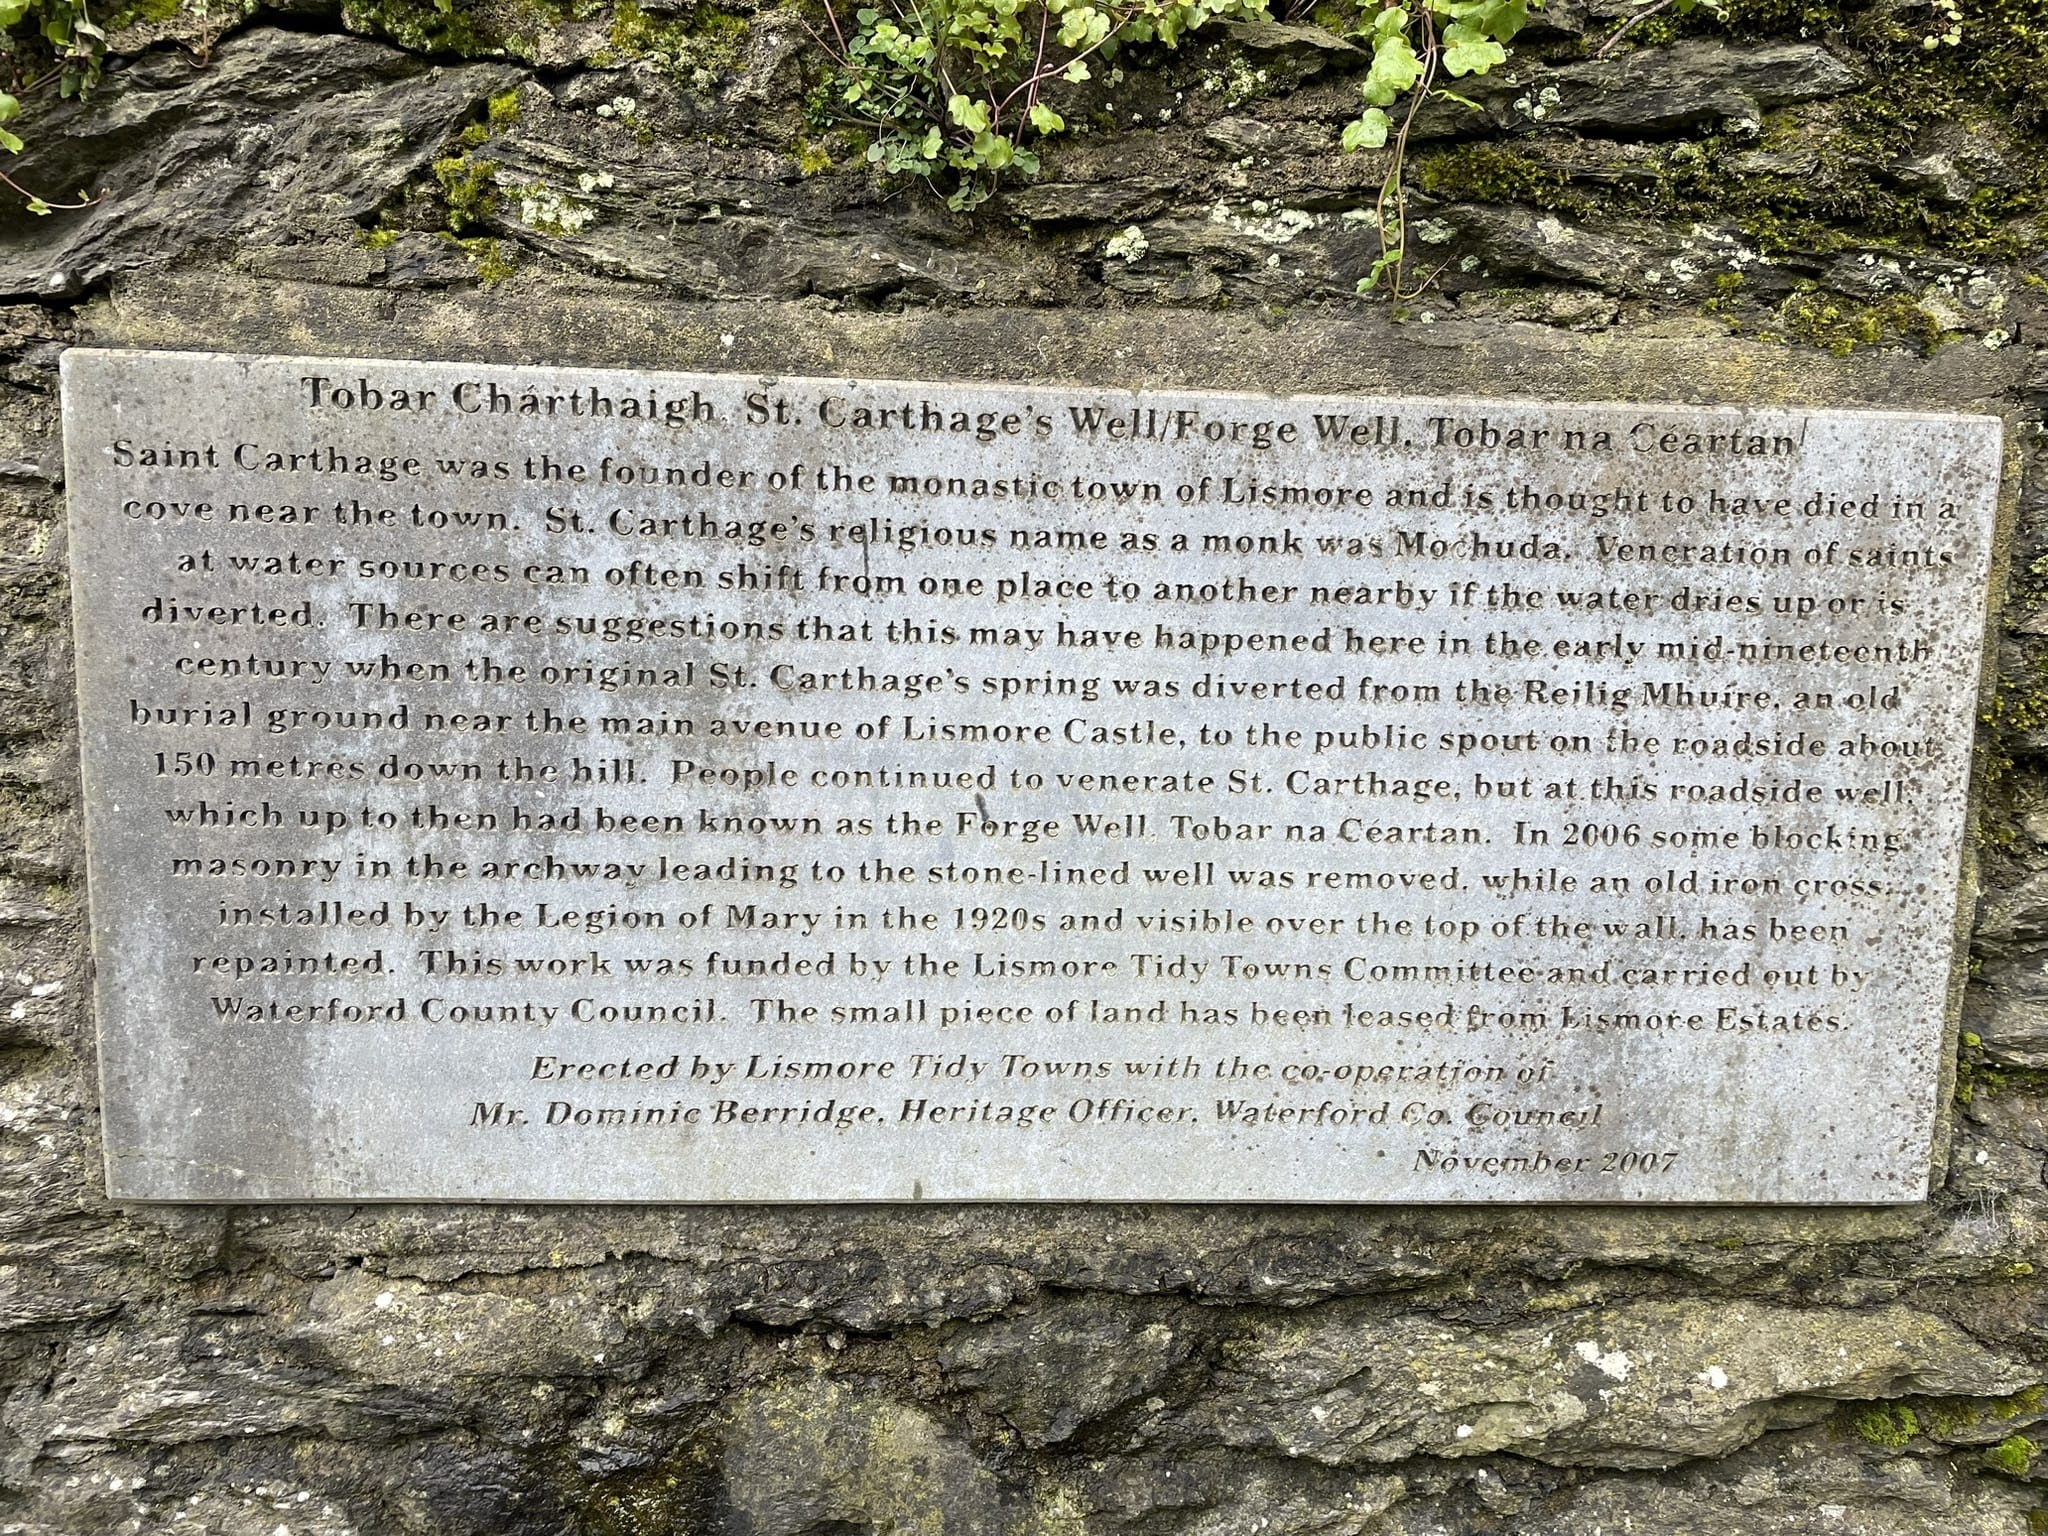 Tobar Chárthaigh, St. Carthage's Well/Forge Well, Tobar na Céartan
Saint Carthage was the founder of the monastic town of Lismore and is thought to have died in a
cove near the town. St. Carthage's religious name as a monk was Mochuda. Veneration of saints
at water sources can often shift from one place to another nearby if the water dries up or is
diverted. There are suggestions that this may have happened here in the early mid-nineteenth
century when the original St. Carthage's spring was diverted from the Reilig Mhuire, an old
burial ground near the main avenue of Lismore Castle, to the public spout on the roadside about
150 metres down the hill. People continued to venerate St. Carthage, but at this roadside well,
which up to then had been known as the Forge Well, Tobar na Céartan. In 2006 some blocking
masonry in the archway leading to the stone-lined well was removed, while an old iron cross,
installed by the Legion of Mary in the 1920s and visible over the top of the wall, has been
repainted. This work was funded by the Lismore Tidy Towns Committee and carried out by
Waterford County Council. The small piece of land has been leased from Lismore Estates.
Erected by Lismore Tidy Towns with the co-operation of
Mr. Dominic Berridge, Heritage Officer, Waterford Co. Council
November 2007